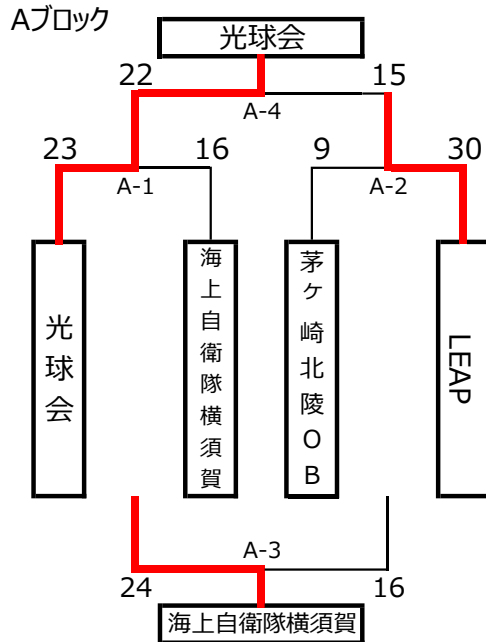 Aブロック
光球会
22
15
A-4
23
16
9
30
A-1
A-2
光球会
海上自衛隊横須賀
茅ヶ崎北陵OB
LEAP
A-3
24
16
海上自衛隊横須賀